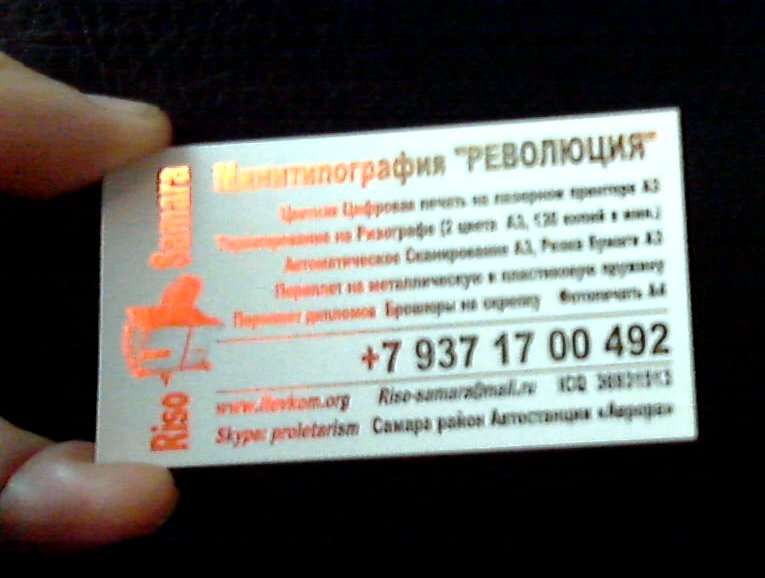 Riso Samara
Минитипография "РЕВОЛЮЦИЯ"
Цветная Цифровая печать на лазерном принтере А3
Тиражирование на Ризографе (2 цвета А3, 130 копий в мин.)
Автоматическое Сканирование А3, Резка Бумаги А3
Переплет на металлическую и пластиковую пружину
Переплет дипломов Брошюры на скрепку Фотопечать А4
+7 937 17 00 492
www.Revkom.org Riso-samara@mail.ru ICQ
Skype: proletarism Самара район Автостанции «Аврора»